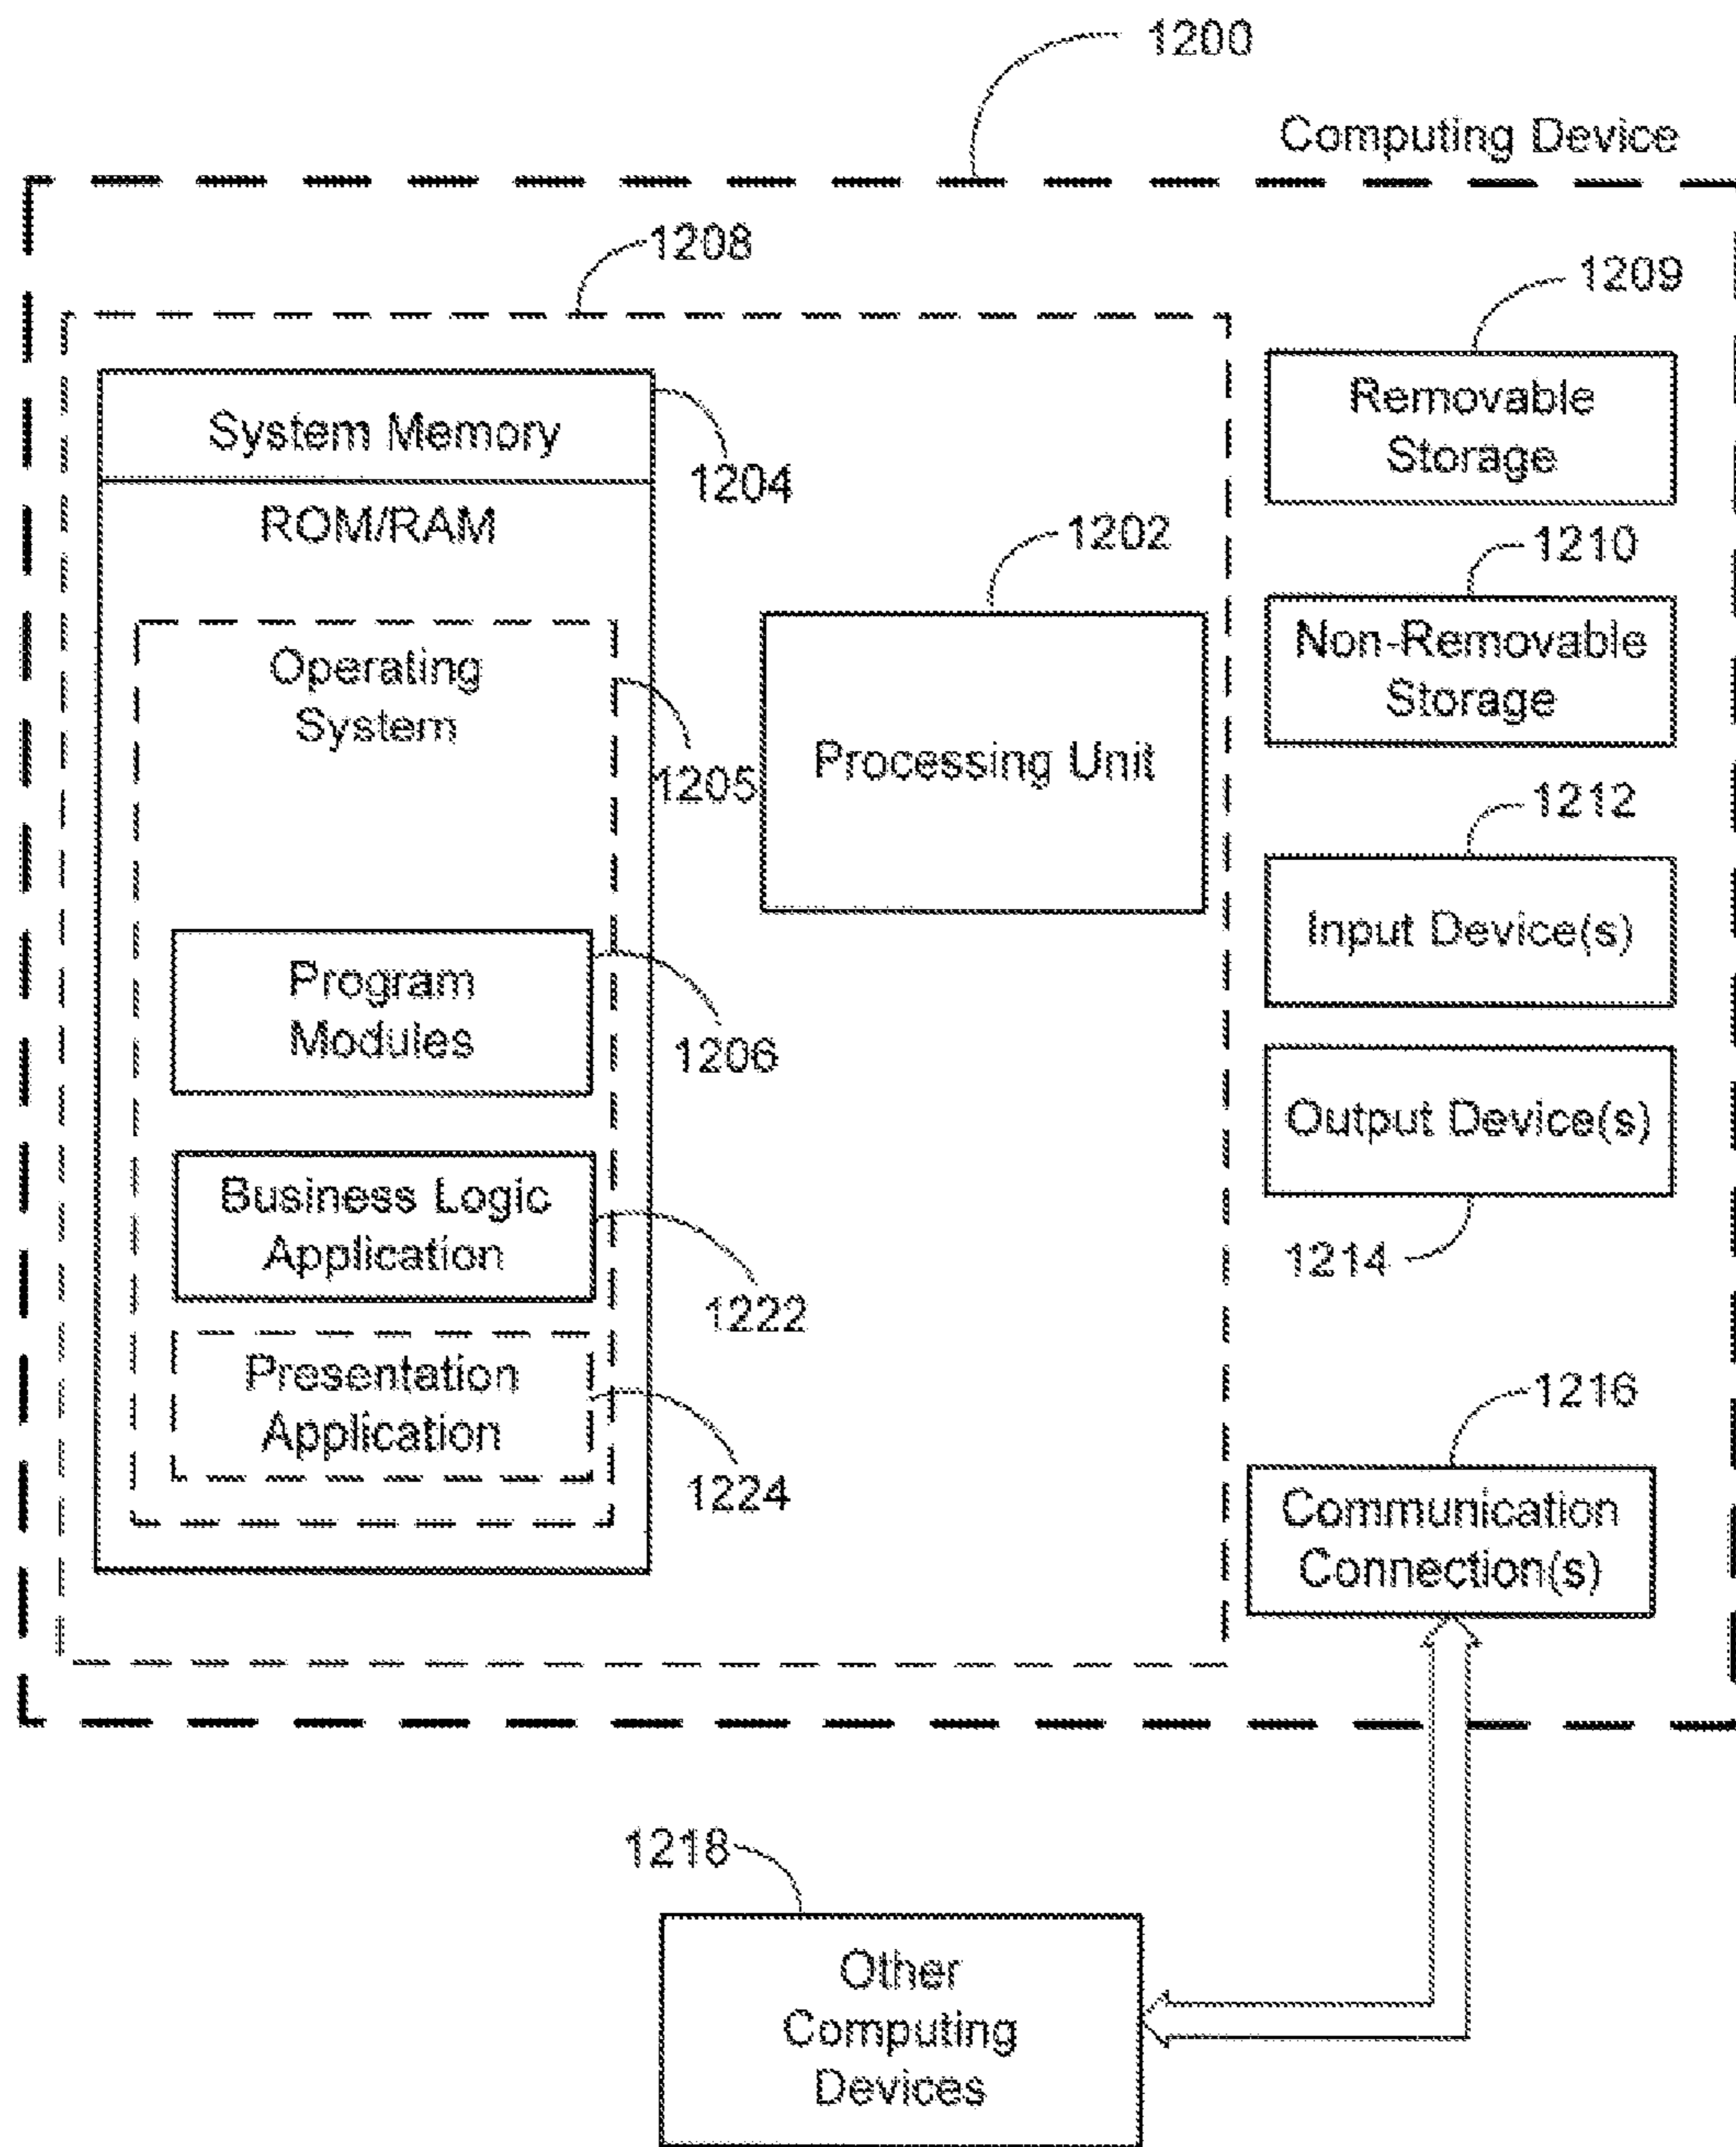 1200
Computing Device
1208
1209
System Memory
1204
ROM/RAM
Removable
Storage
1202
1210
Operating
System
1205
Processing Unit
Non-Removable
Storage
1212
Input Device(s)
Program
Modules
1206
Output Device(s)
1214
Business Logic
Application
1222
Presentation
Application
1224
1216
Communication
Connection(s)
1218
Other
Computing
Devices